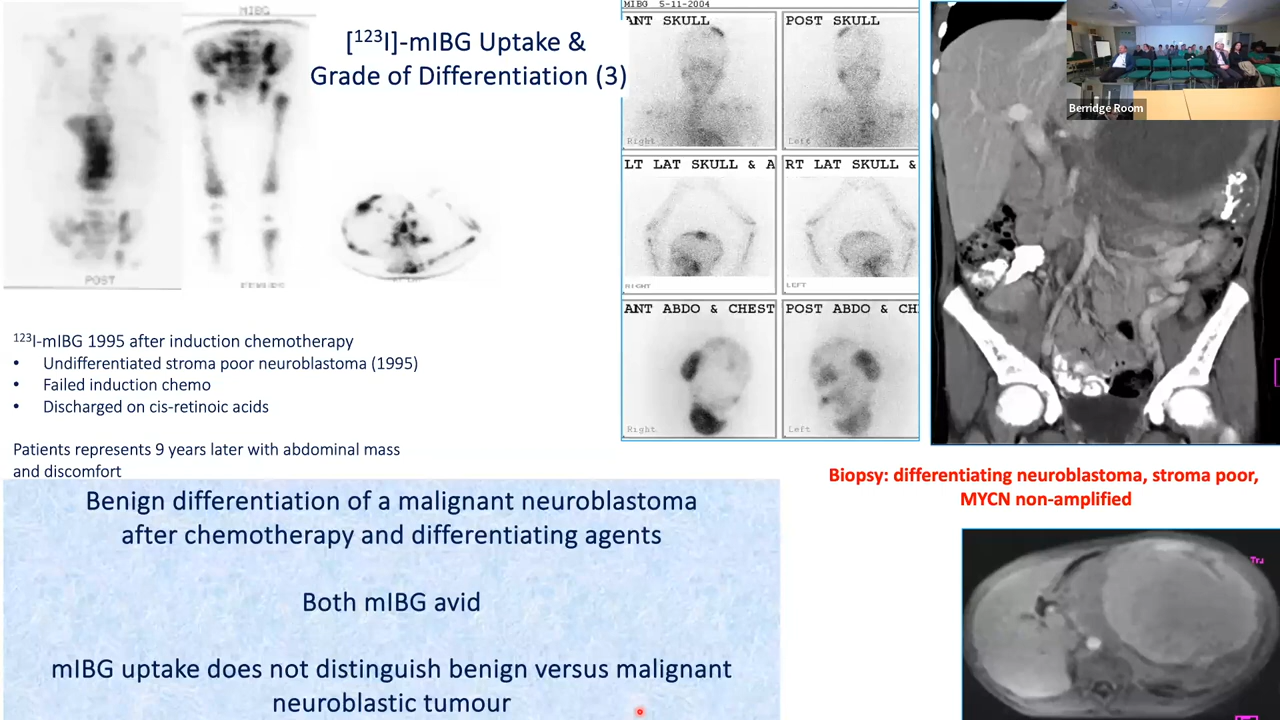 MIBG
[123I]-mIBG Uptake &
Grade of Differentiation (3)
POST
FEMURS
123I-mIBG 1995 after induction chemotherapy
• Undifferentiated stroma poor neuroblastoma (1995)
• Failed induction chemo
• Discharged on cis-retinoic acids
Patients represents 9 years later with abdominal mass
and discomfort
Benign differentiation of a malignant neuroblastoma
after chemotherapy and differentiating agents
Both mIBG avid
mIBG uptake does not distinguish benign versus malignant
neuroblastic tumour
MIBG 5-11-2004
ANT SKULL
POST SKULL
Right
Left
LT LAT SKULL & A
RT LAT SKULL &
RIGHT
LEFT
ANT ABDO & CHEST
POST ABDO & CH
Right
Left
Berridge Room
Biopsy: differentiating neuroblastoma, stroma poor,
MYCN non-amplified